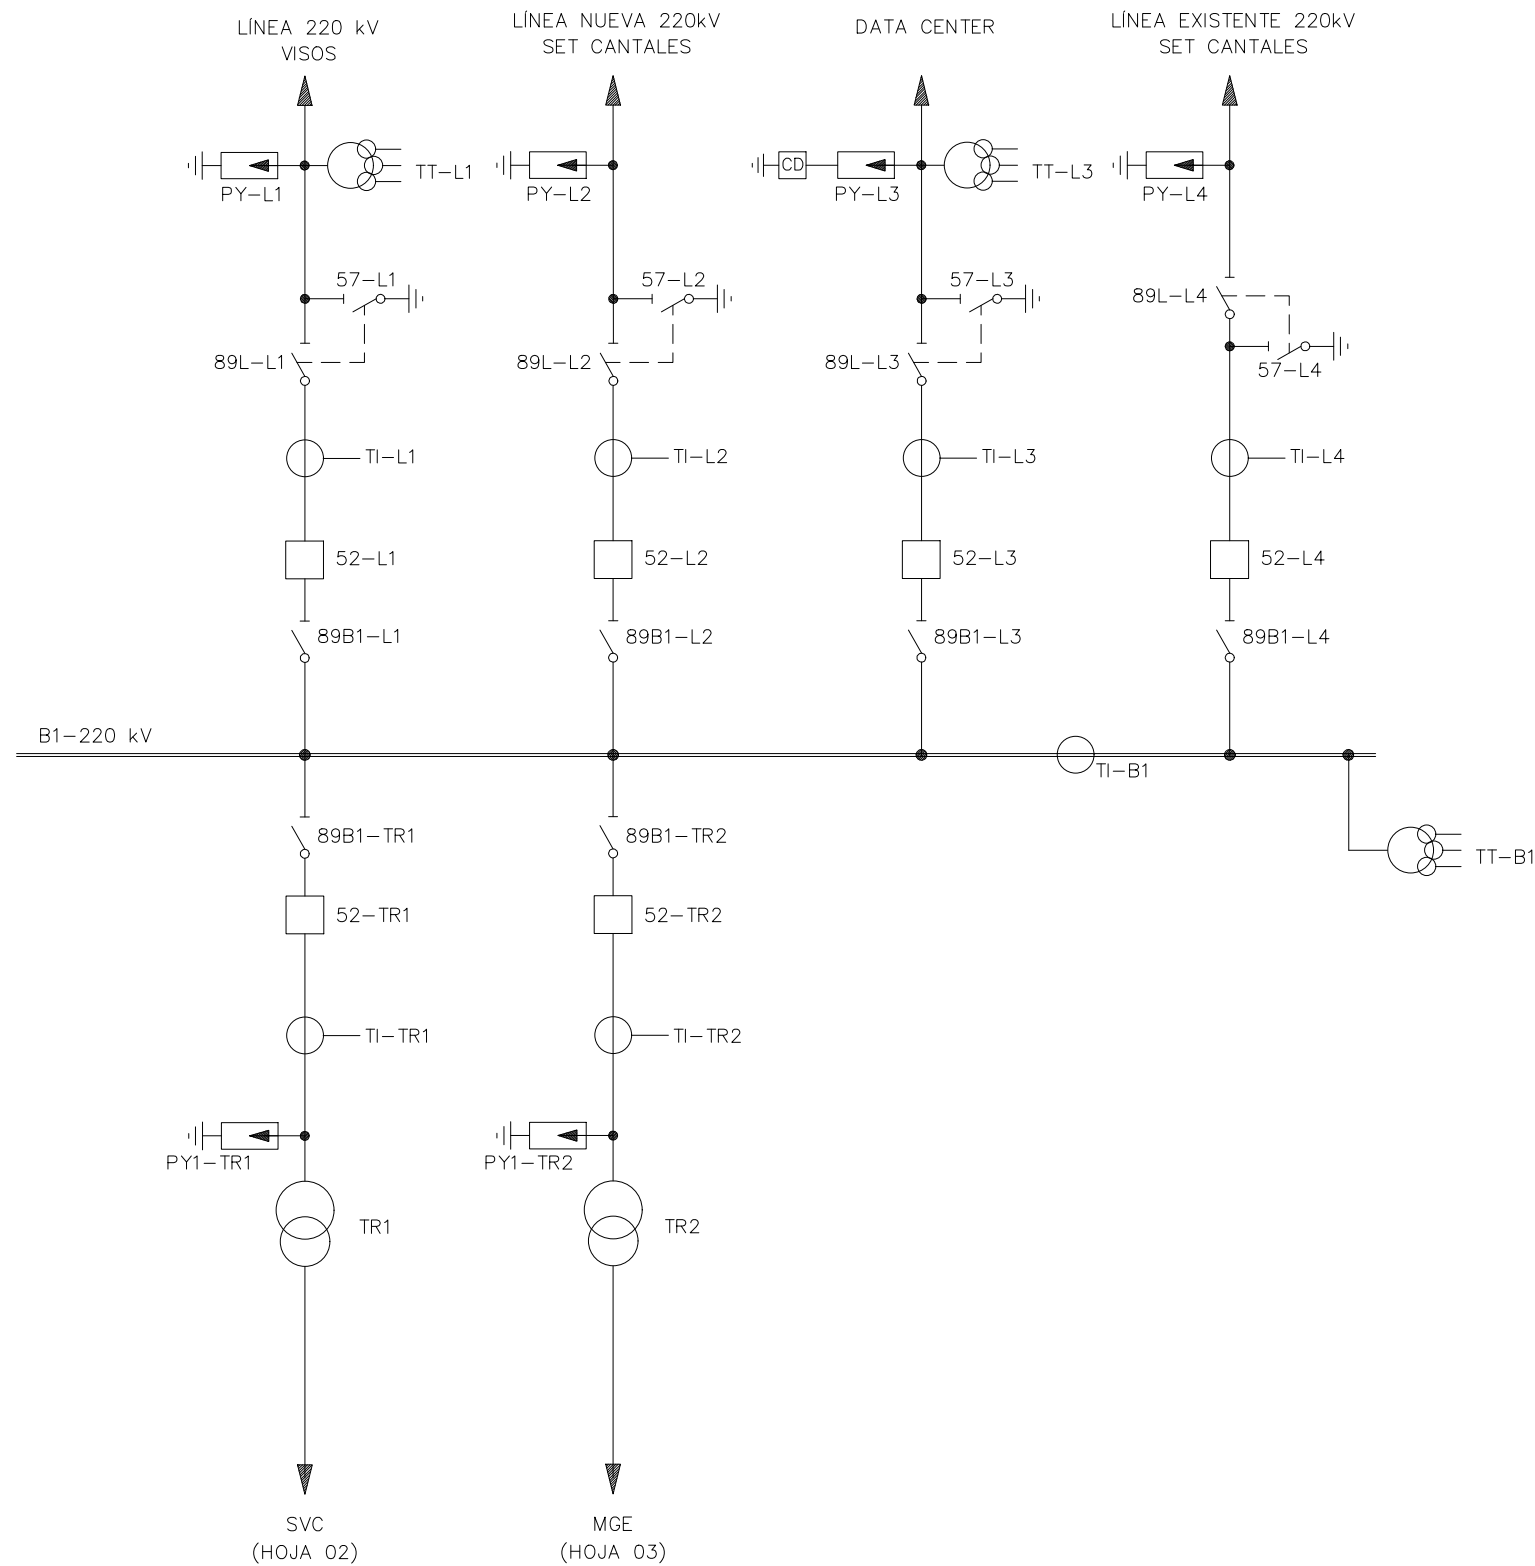 LÍNEA 220 kV
VISOS
LÍNEA NUEVA 220kV
SET CANTALES
DATA CENTER
LÍNEA EXISTENTE 220kV
SET CANTALES
PY-L1
TT-L1
PY-L2
CD
PY-L3
TT-L3
PY-L4
57-L1
57-L2
57-L3
89L-L4
89L-L1
89L-L2
89L-L3
57-L4
TI-L1
TI-L2
TI-L3
TI-L4
52-L1
52-L2
52-L3
52-L4
89B1-L1
89B1-L2
89B1-L3
89B1-L4
B1-220 kV
TI-B1
89B1-TR1
89B1-TR2
TT-B1
52-TR1
52-TR2
TI-TR1
TI-TR2
PY1-TR1
PY1-TR2
TR1
TR2
SVC
(HOJA 02)
MGE
(HOJA 03)